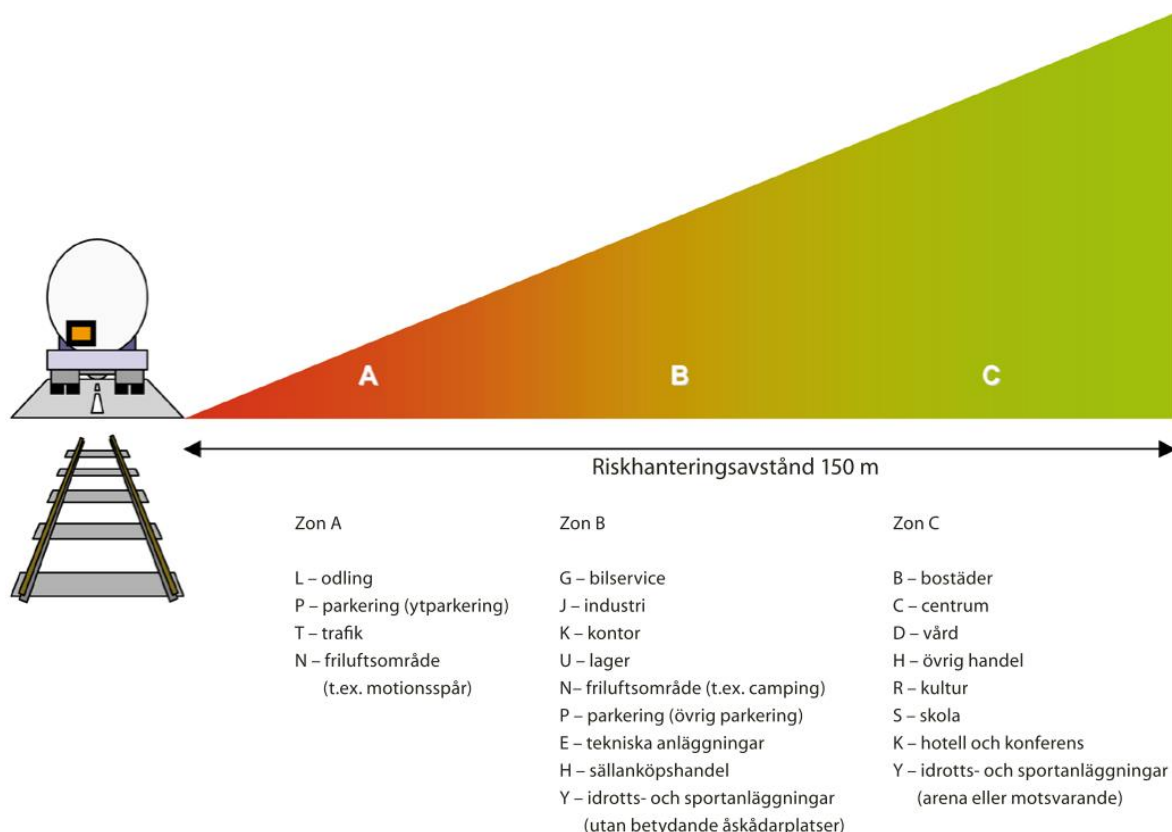 A
B
C
Riskhanteringsavstånd 150 m
Zon A
L – odling
P – parkering (ytparkering)
T – trafik
N – friluftsområde
(t.ex. motionsspår)
Zon B
G – bilservice
J – industri
K – kontor
U – lager
N– friluftsområde (t.ex. camping)
P – parkering (övrig parkering)
E – tekniska anläggningar
H – sällanköpshandel
Y – idrotts- och sportanläggningar
(utan betydande åskådarplatser)
Zon C
B – bostäder
C – centrum
D – vård
H – övrig handel
R – kultur
S – skola
K – hotell och konferens
Y – idrotts- och sportanläggningar
(arena eller motsvarande)